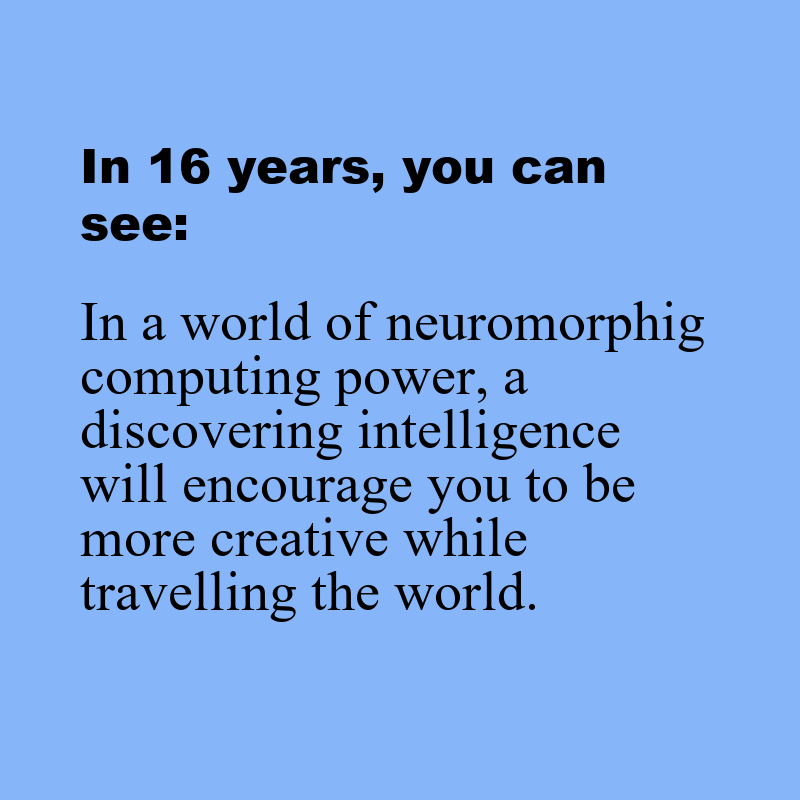 In 16 years, you can
see:
In a world of neuromorphig
computing power, a
discovering intelligence
will encourage you to be
more creative while
travelling the world.